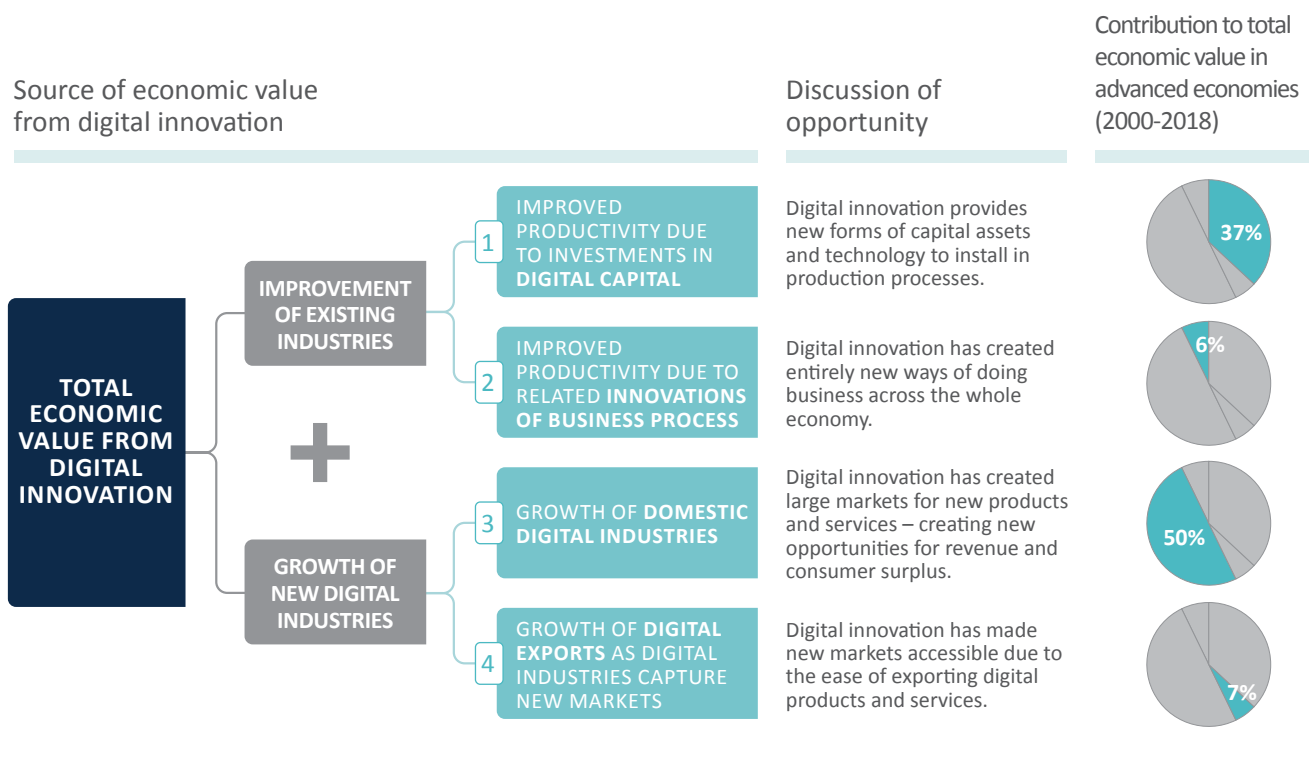 Source of economic value
from digital innovation
Discussion of
opportunity
Contribution to total
economic value in
advanced economies
(2000-2018)
TOTAL
ECONOMIC
VALUE FROM
DIGITAL
INNOVATION
IMPROVEMENT
OF EXISTING
INDUSTRIES
+
GROWTH OF
NEW DIGITAL
INDUSTRIES
1
IMPROVED
PRODUCTIVITY DUE
TO INVESTMENTS IN
DIGITAL CAPITAL
Digital innovation provides
new forms of capital assets
and technology to install in
production processes.
37%
2
IMPROVED
PRODUCTIVITY DUE TO
RELATED INNOVATIONS
OF BUSINESS PROCESS
Digital innovation has created
entirely new ways of doing
business across the whole
economy.
6%
3
GROWTH OF DOMESTIC
DIGITAL INDUSTRIES
Digital innovation has created
large markets for new products
and services – creating new
opportunities for revenue and
consumer surplus.
50%
4
GROWTH OF DIGITAL
EXPORTS AS DIGITAL
INDUSTRIES CAPTURE
NEW MARKETS
Digital innovation has made
new markets accessible due to
the ease of exporting digital
products and services.
7%